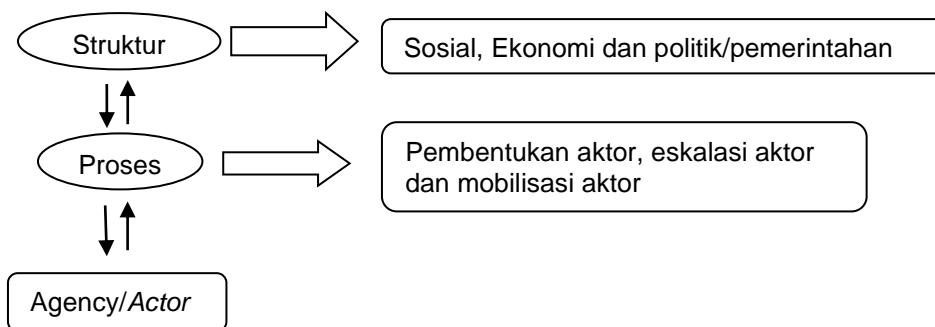 Struktur
Sosial, Ekonomi dan politik/pemerintahan
Proses
Pembentukan aktor, eskalasi aktor
dan mobilisasi aktor
Agency/Actor